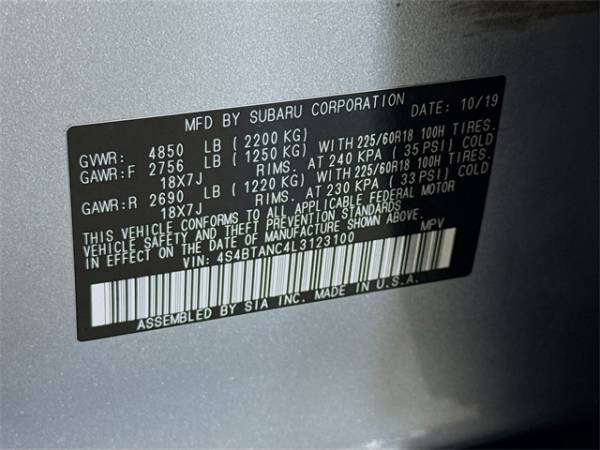 MFD BY SUBARU CORPORATION DATE: 10/19
GVWR: 4850 LB (2200 KG)
GAWR:F 2756 LB (1250 KG) WITH 225/60R18 100H TIRES.
18X7J RIMS. AT 240 KPA (35 PSI) COLD
GAWR:R 2690 LB (1220 KG) WITH 225/60R18 100H TIRES.
18X7J RIMS. AT 230 KPA (33 PSI) COLD
THIS VEHICLE CONFORMS TO ALL APPLICABLE FEDERAL MOTOR
VEHICLE SAFETY AND THEFT PREVENTION STANDARDS
IN EFFECT ON THE DATE OF MANUFACTURE SHOWN ABOVE.
VIN: 4S4BTANC4L3123100 MPV
ASSEMBLED BY SIA INC. MADE IN U.S.A.